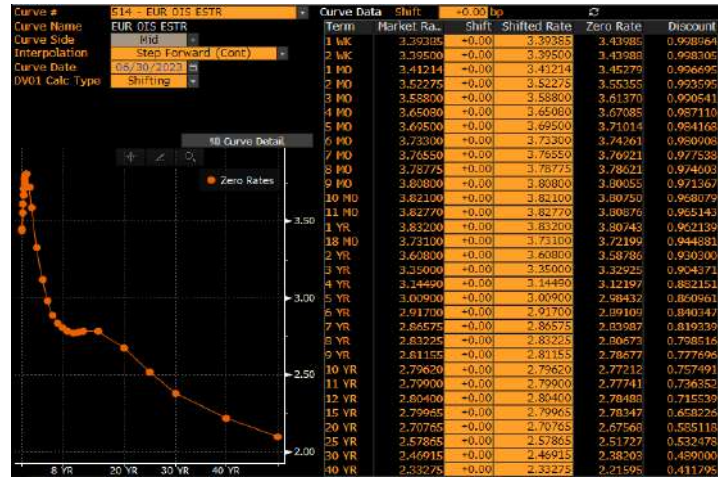 Curve # 514 - EUR OIS ESTR
Curve Name EUR OIS ESTR
Curve Side Mid
Interpolation Step Forward (Cont)
Curve Date 06/30/2023
DV01 Calc Type Shifting
Curve Detail
Zero Rates
3.50
3.00
2.50
2.00
8 YR 20 YR 30 YR 40 YR
Curve Data Shift +0.00 bp
Term Market Ra.. Shift Shifted Rate Zero Rate Discount
1 WK 3.39385 +0.00 3.39385 3.43985 0.998964
2 WK 3.39500 +0.00 3.39500 3.43988 0.998305
1 MO 3.41214 +0.00 3.41214 3.45279 0.996695
2 MO 3.52275 +0.00 3.52275 3.55355 0.993595
3 MO 3.58800 +0.00 3.58800 3.61370 0.990541
4 MO 3.65080 +0.00 3.65080 3.67085 0.987110
5 MO 3.69500 +0.00 3.69500 3.71014 0.984168
6 MO 3.73300 +0.00 3.73300 3.74261 0.980908
7 MO 3.76550 +0.00 3.76550 3.76921 0.977538
8 MO 3.78775 +0.00 3.78775 3.78621 0.974603
9 MO 3.80800 +0.00 3.80800 3.80055 0.971367
10 MO 3.82100 +0.00 3.82100 3.80750 0.968079
11 MO 3.82770 +0.00 3.82770 3.80876 0.965143
1 YR 3.83200 +0.00 3.83200 3.80743 0.962139
18 MO 3.73100 +0.00 3.73100 3.72199 0.944881
2 YR 3.60800 +0.00 3.60800 3.58786 0.930300
3 YR 3.35000 +0.00 3.35000 3.32925 0.904371
4 YR 3.14490 +0.00 3.14490 3.12197 0.882151
5 YR 3.00900 +0.00 3.00900 2.98432 0.860961
6 YR 2.91700 +0.00 2.91700 2.89109 0.840347
7 YR 2.86575 +0.00 2.86575 2.83987 0.819339
8 YR 2.83225 +0.00 2.83225 2.80673 0.798516
9 YR 2.81155 +0.00 2.81155 2.78677 0.777696
10 YR 2.79620 +0.00 2.79620 2.77212 0.757491
11 YR 2.79900 +0.00 2.79900 2.77741 0.736352
12 YR 2.80400 +0.00 2.80400 2.78488 0.715539
15 YR 2.79965 +0.00 2.79965 2.78347 0.658226
20 YR 2.70765 +0.00 2.70765 2.67568 0.585118
25 YR 2.57865 +0.00 2.57865 2.51727 0.532478
30 YR 2.46915 +0.00 2.46915 2.38203 0.489000
40 YR 2.33275 +0.00 2.33275 2.21595 0.411795